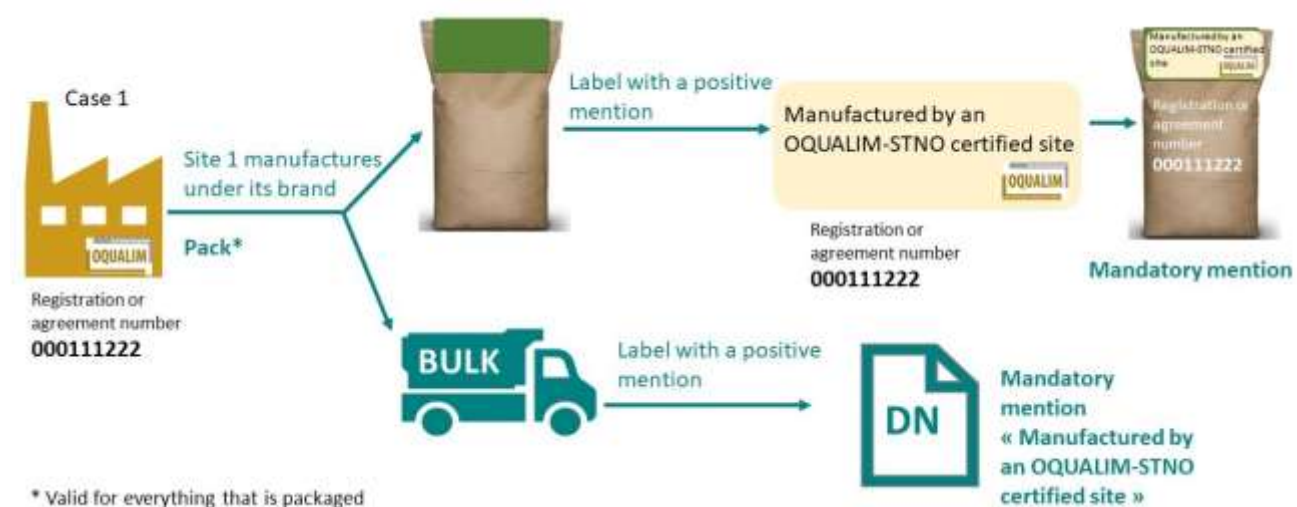 Case 1
OQUALIM
Registration or
agreement number
000111222
Site 1 manufactures
under its brand
Pack*
Label with a positive
mention
Manufactured by an
OQUALIM-STNO certified site
OQUALIM
Registration or
agreement number
000111222
Manufactured by an
OQUALIM-STNO certified
site
OQUALIM
Registration or
agreement
number
000111222
Mandatory mention
BULK
Label with a positive
mention
DN
Mandatory
mention
« Manufactured by
an OQUALIM-STNO
certified site »
* Valid for everything that is packaged